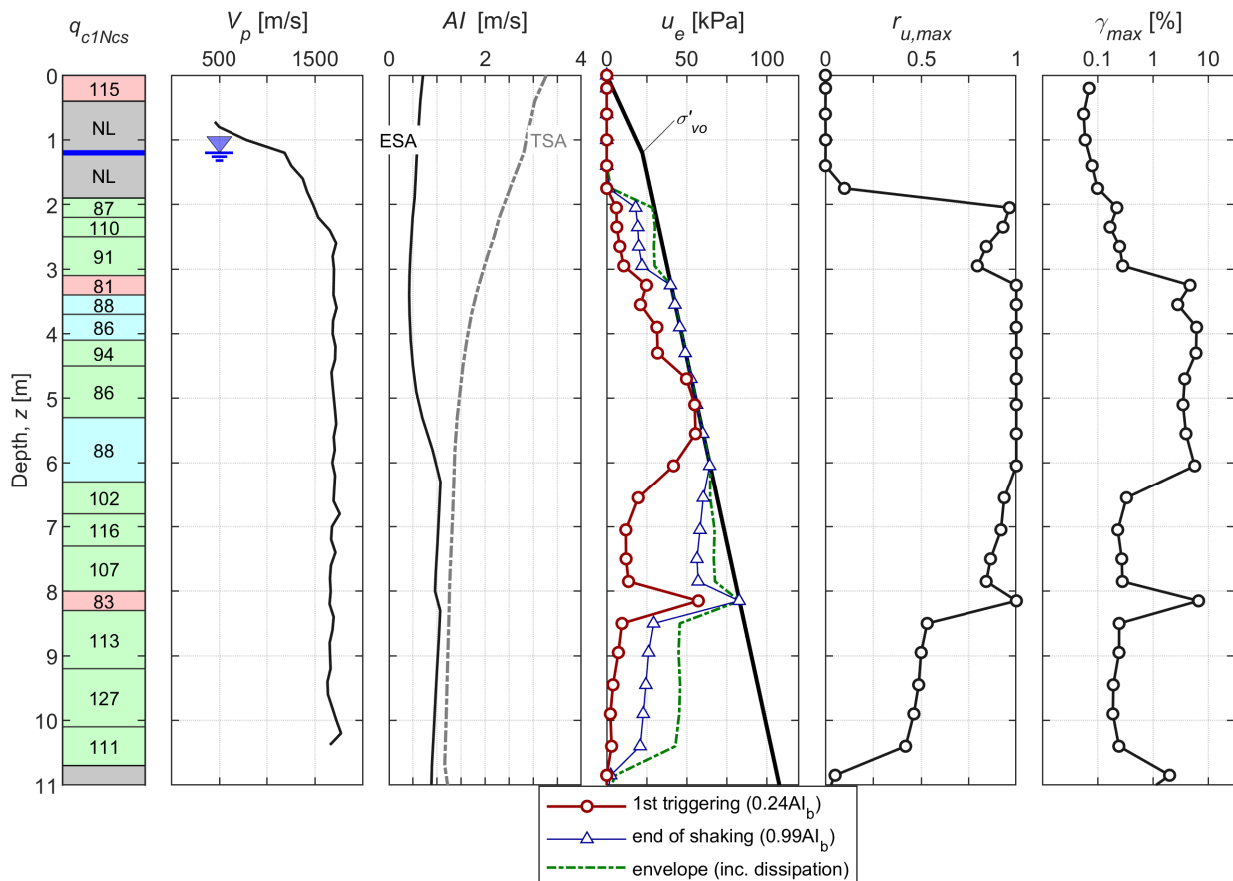 q_c1Ncs
V_p [m/s]
AI [m/s]
u_e [kPa]
r_u,max
γ_max [%]
500 1500
0 2 4
0 50 100
0 0.5 1
0.1 1 10
Depth, z [m]
0
1
2
3
4
5
6
7
8
9
10
11
115
NL
NL
87
110
91
81
88
86
94
86
88
102
116
107
83
113
127
111
ESA
TSA
σ'_vo
1st triggering (0.24AI_b)
end of shaking (0.99AI_b)
envelope (inc. dissipation)